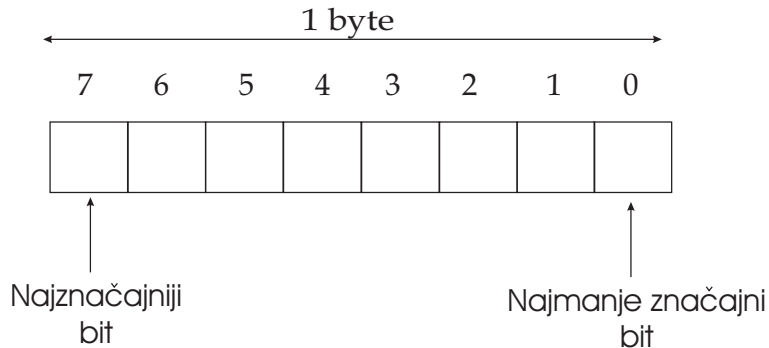 1 byte
7 6 5 4 3 2 1 0
Najznačajniji
bit
Najmanje značajni
bit